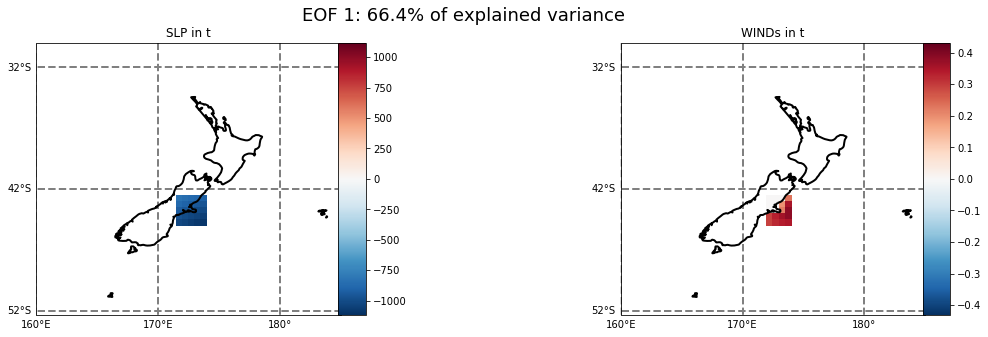 EOF 1: 66.4% of explained variance
SLP in t
WINDs in t
32°S
42°S
52°S
160°E
170°E
180°
1000
750
500
250
0
−250
−500
−750
−1000
32°S
42°S
52°S
160°E
170°E
180°
0.4
0.3
0.2
0.1
0.0
−0.1
−0.2
−0.3
−0.4